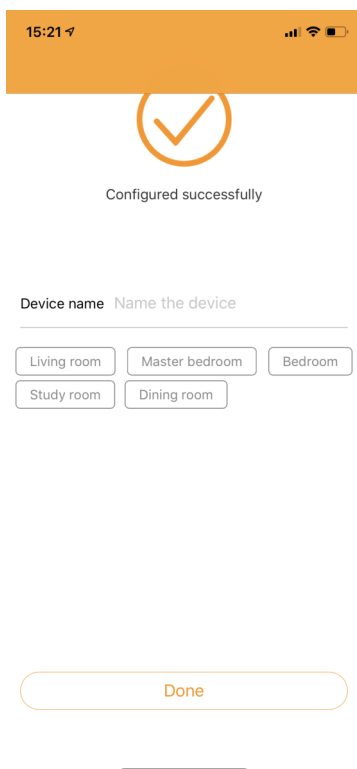 15:21
Configured successfully
Device name Name the device
Living room Master bedroom Bedroom
Study room Dining room
Done